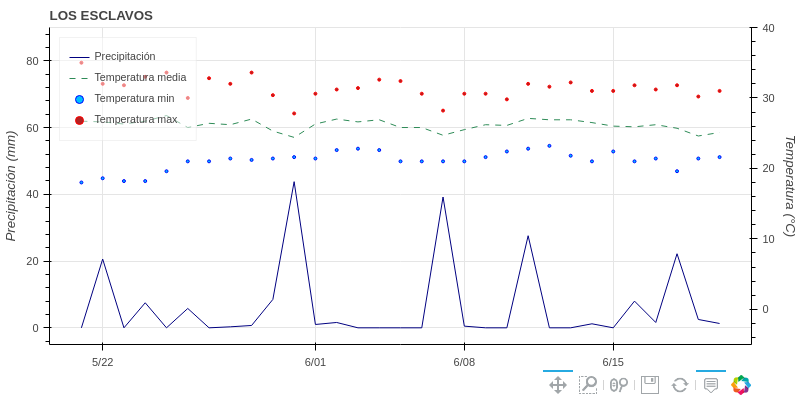 LOS ESCLAVOS
Precipitación
Temperatura media
Temperatura min
Temperatura max
Precipitación (mm)
80
60
40
20
0
Temperatura (°C)
40
30
20
10
0
5/22
6/01
6/08
6/15